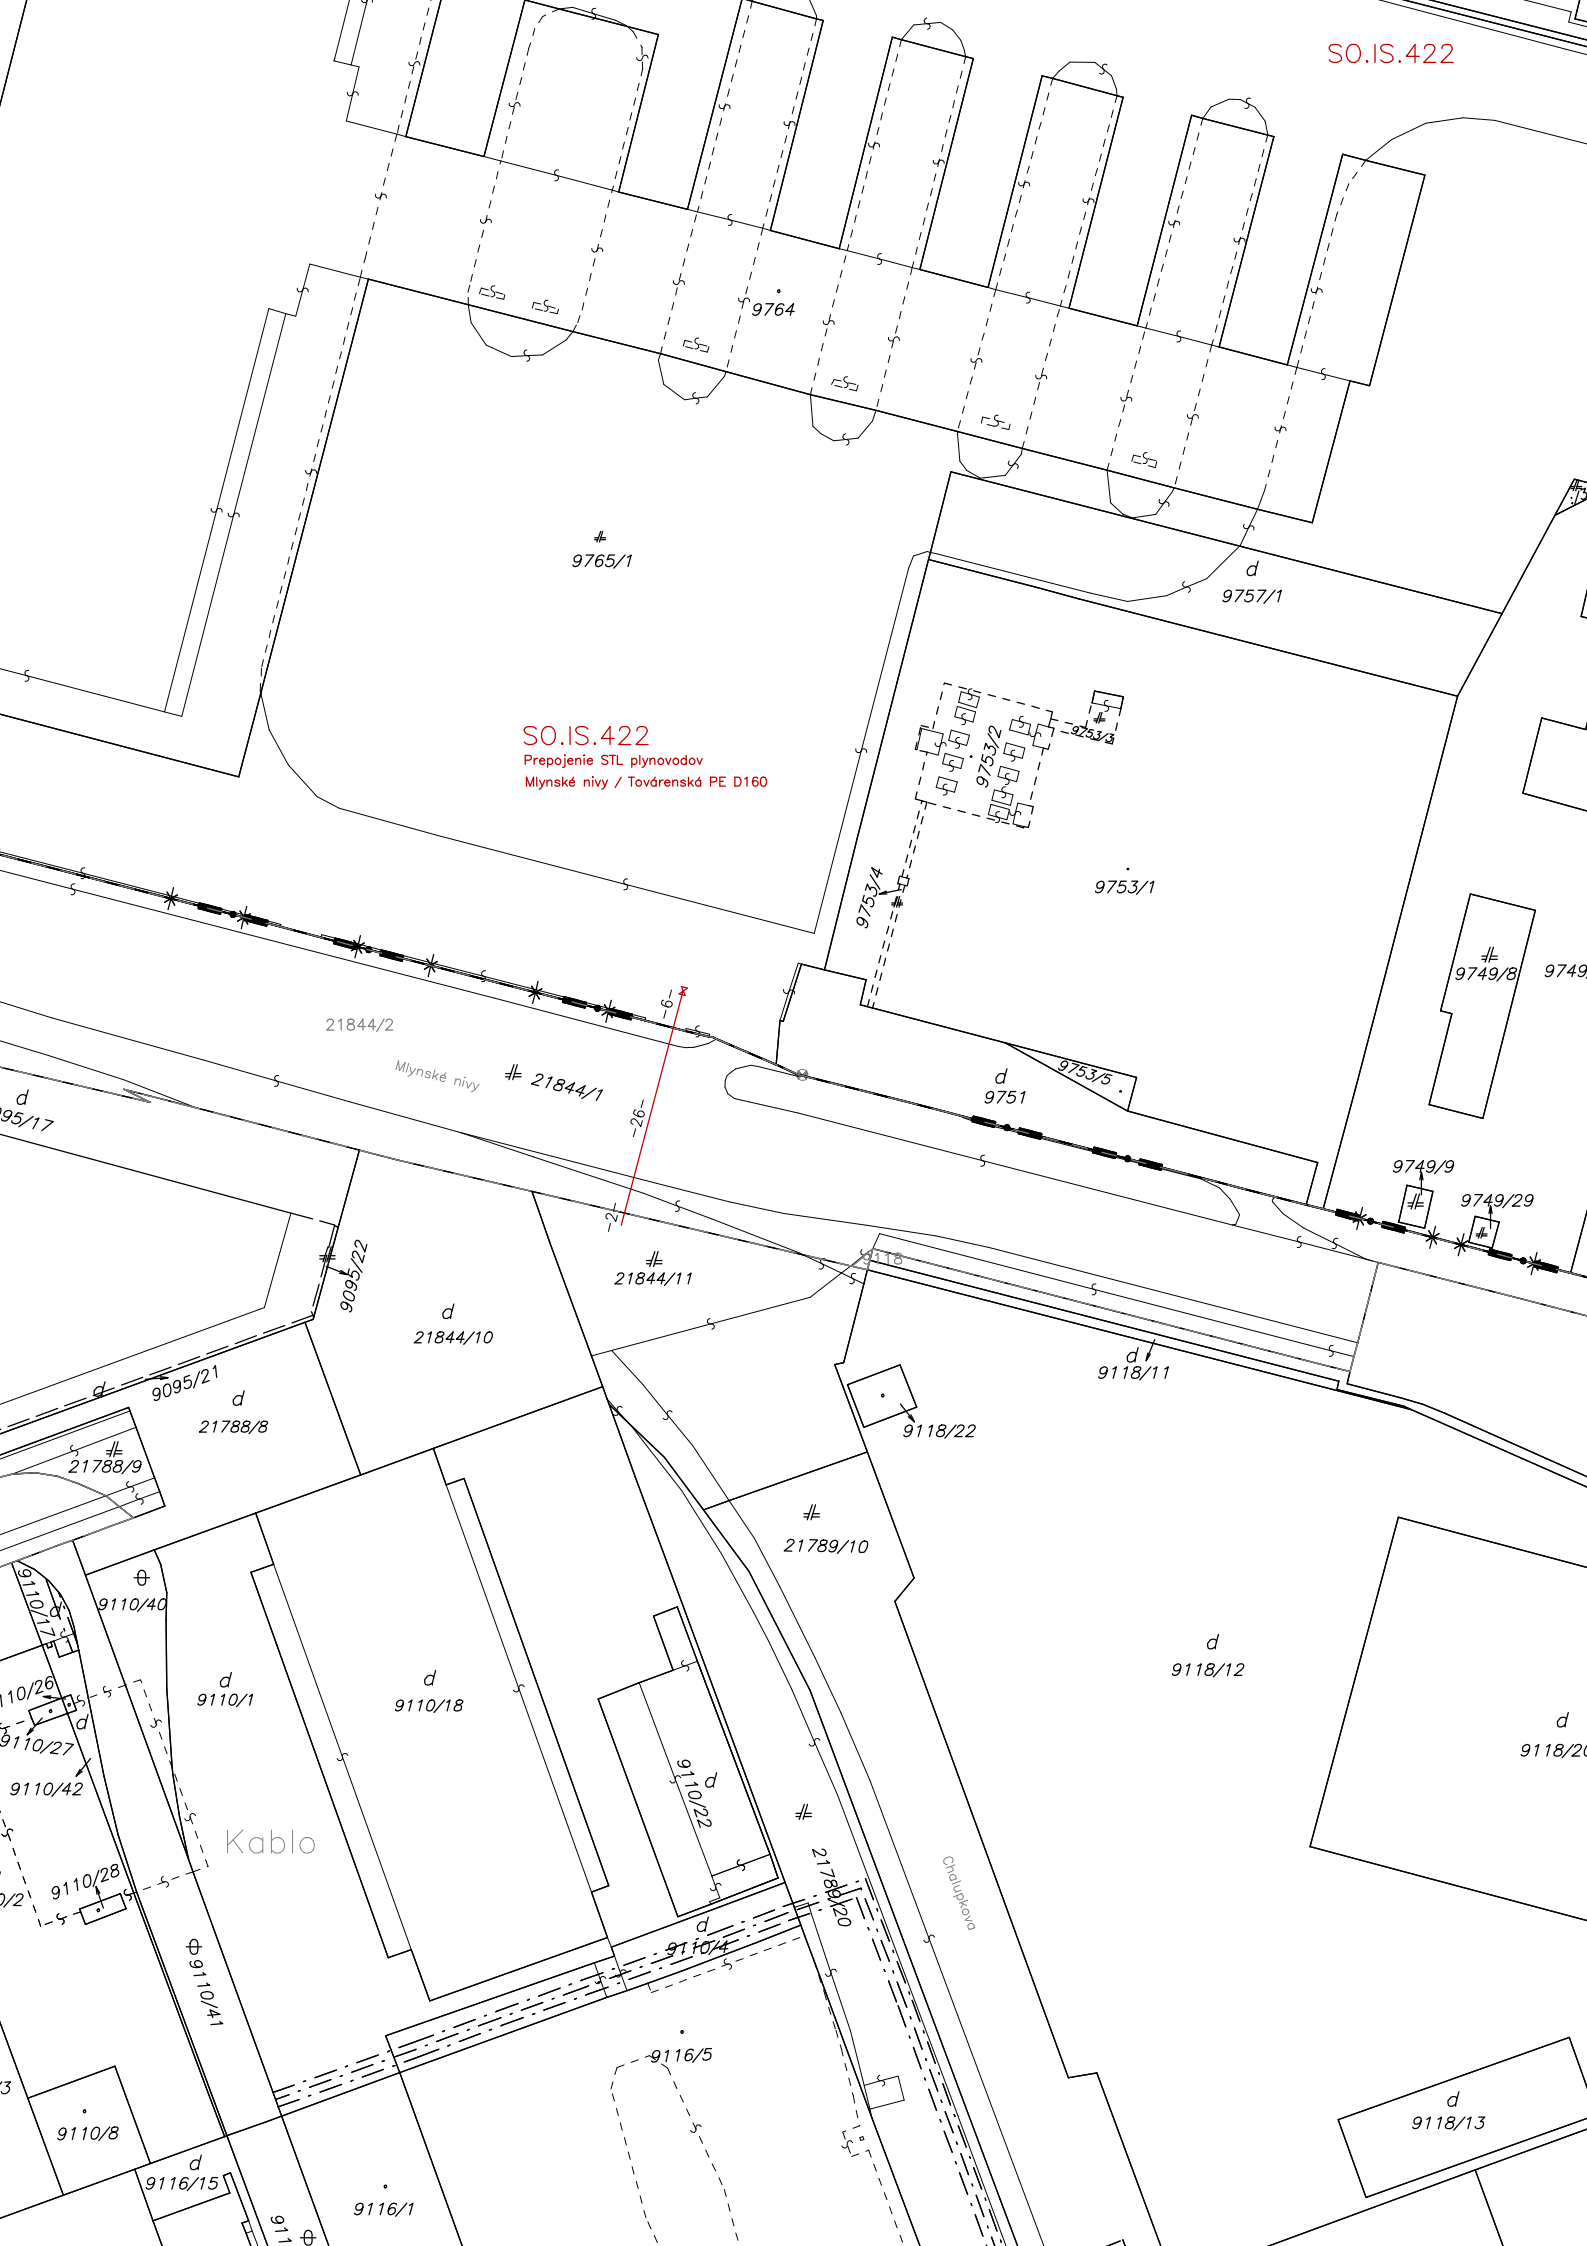 SO.IS.422
9764
9765/1
d
9757/1
SO.IS.422
Prepojenie STL plynovodov
Mlynské nivy / Továrenská PE D160
9753/2
9753/3
9753/4
9753/1
9749/8
21844/2
-6-
Mlynské nivy
21844/1
-26-
d
9751
9753/5
d
9749/9
9749/29
-2-
9118
21844/11
9095/22
d
21844/10
d
9118/11
d
9095/21
d
21788/8
9118/22
21788/9
21789/10
9110/17
d
9110/40
d
9118/12
d
9110/1
d
9110/18
d
9110/27
d
9118/20
9110/42
d
9110/22
Kablo
21789/20
Chalupkova
9110/28
d
9110/4
9110/41
9116/5
9110/8
d
9118/13
d
9116/15
9116/1